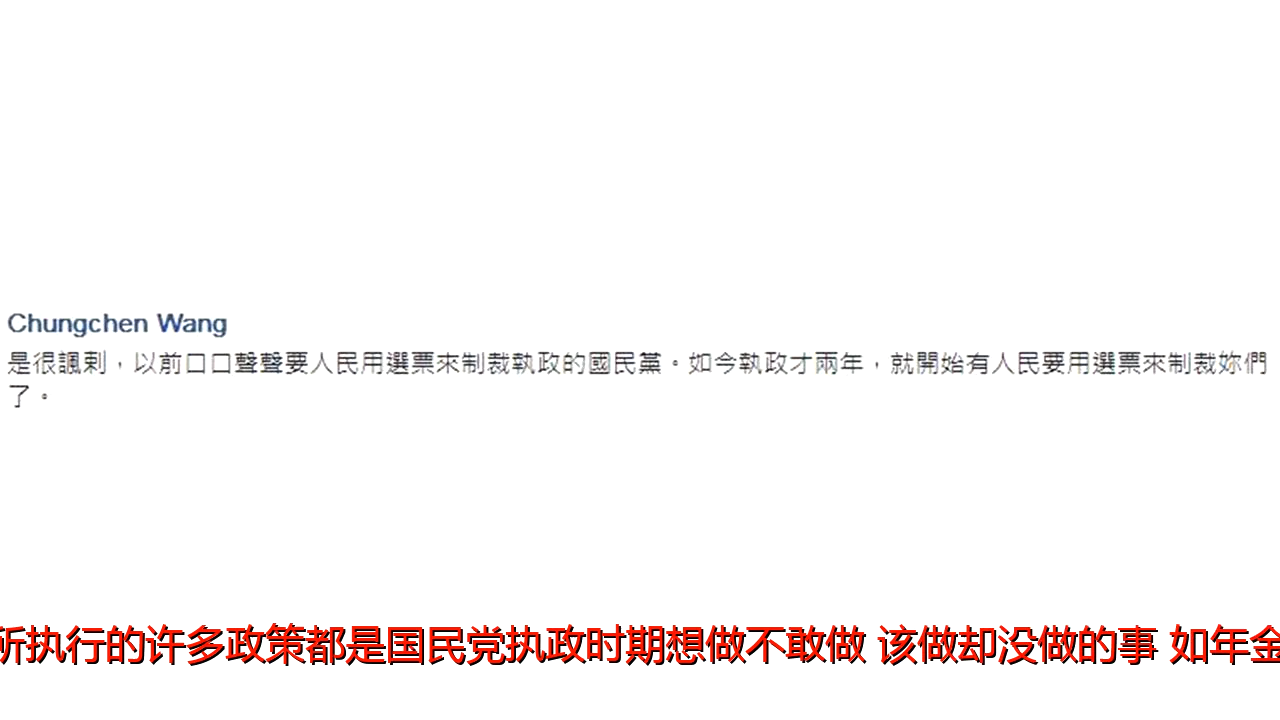 Chungchen Wang
是很諷刺，以前口口聲聲要人民用選票來制裁執政的國民黨。如今執政才兩年，就開始有人民要用選票來制裁妳們
了。
所执行的许多政策都是国民党执政时期想做不敢做 该做却没做的事 如年金